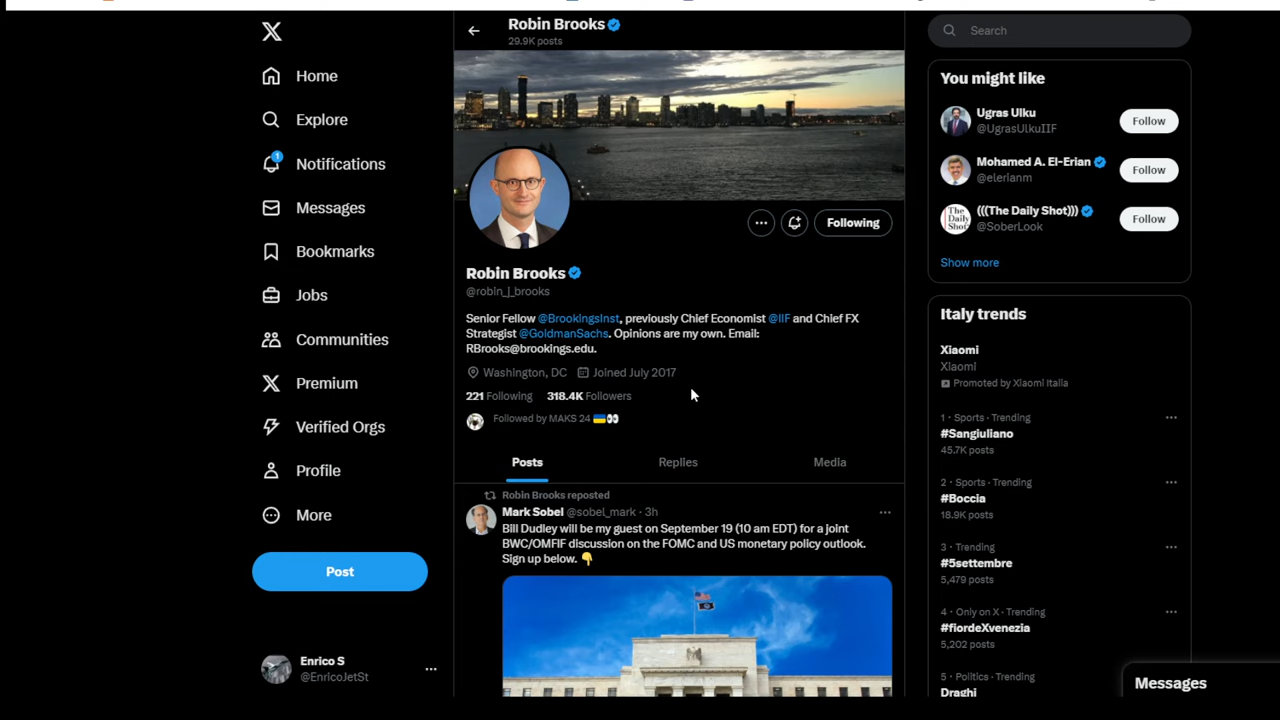 Home
Explore
1
Notifications
Messages
Bookmarks
Jobs
Communities
Premium
Verified Orgs
Profile
More
Post
Enrico S
@EnricoJetSt
Robin Brooks
29.9K posts
Following
Robin Brooks
@robin_j_brooks
Senior Fellow @BrookingsInst, previously Chief Economist @IIF and Chief FX
Strategist @GoldmanSachs. Opinions are my own. Email:
RBrooks@brookings.edu.
Washington, DC Joined July 2017
221 Following 318.4K Followers
Followed by MAKS 24 🇺🇦👀
Posts Replies Media
Robin Brooks reposted
Mark Sobel @sobel_mark · 3h
Bill Dudley will be my guest on September 19 (10 am EDT) for a joint
BWC/OMFIF discussion on the FOMC and US monetary policy outlook.
Sign up below. 👇
Search
You might like
Ugras Ulku
@UgrasUlkuIIF
Follow
Mohamed A. El-Erian
@elerianm
Follow
The Daily Shot
(((The Daily Shot)))
@SoberLook
Follow
Show more
Italy trends
Xiaomi
Xiaomi
Promoted by Xiaomi Italia
1 · Sports · Trending
#Sangiuliano
45.7K posts
2 · Sports · Trending
#Boccia
18.9K posts
3 · Trending
#5settembre
5,479 posts
4 · Only on X · Trending
#fiordeXvenezia
5,202 posts
5 · Politics · Trending
Draghi
Messages